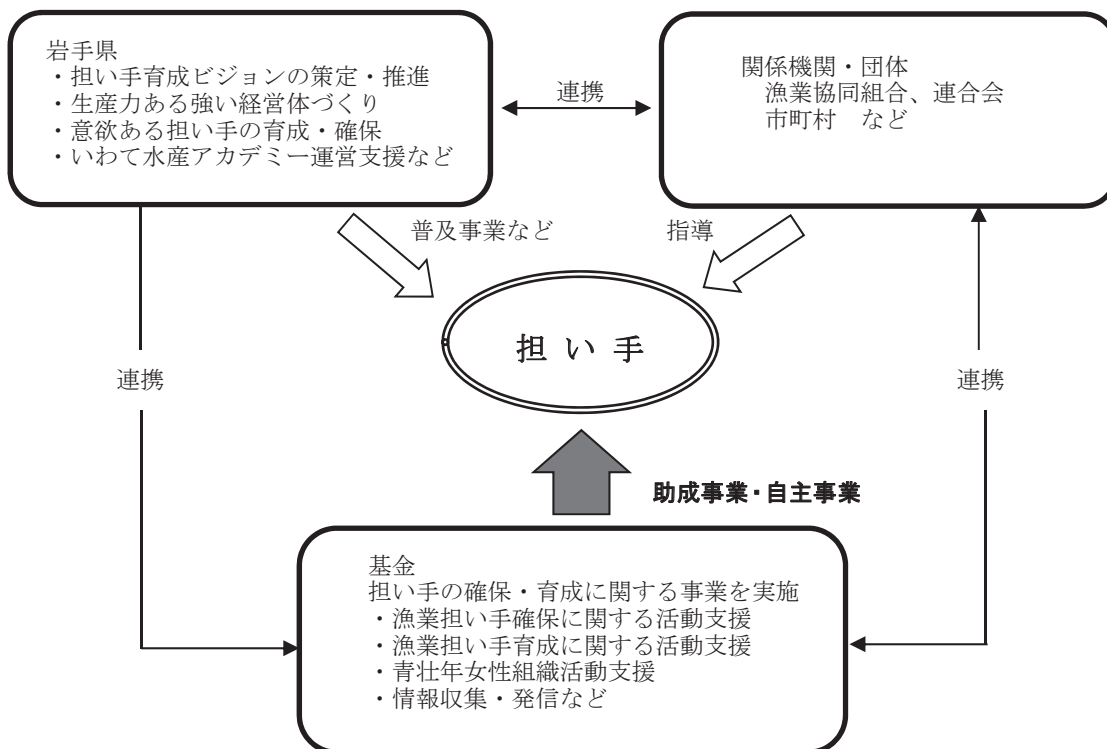 岩手県
・担い手育成ビジョンの策定・推進
・生産力ある強い経営体づくり
・意欲ある担い手の育成・確保
・いわて水産アカデミー運営支援など
連携
関係機関・団体
漁業協同組合、連合会
市町村　など
普及事業など
指導
担い手
連携
連携
助成事業・自主事業
基金
担い手の確保・育成に関する事業を実施
・漁業担い手確保に関する活動支援
・漁業担い手育成に関する活動支援
・青壮年女性組織活動支援
・情報収集・発信など